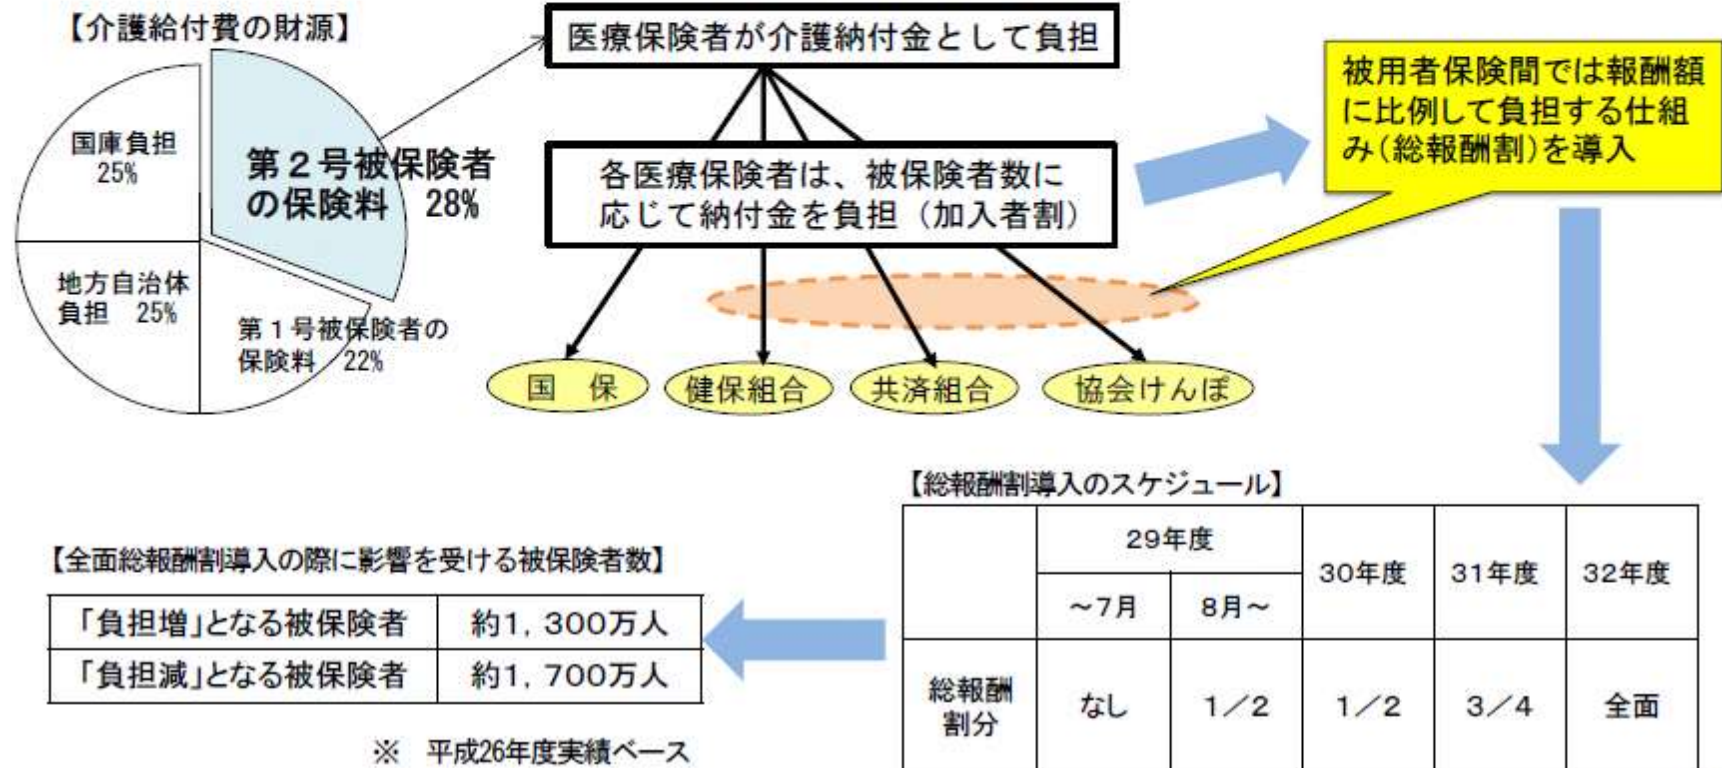 【介護給付費の財源】
国庫負担
25%
第２号被保険者
の保険料　28%
地方自治体
負担　25%
第１号被保険者の
保険料　22%
医療保険者が介護納付金として負担
各医療保険者は、被保険者数に
応じて納付金を負担（加入者割）
国　保
健保組合
共済組合
協会けんぽ
被用者保険間では報酬額
に比例して負担する仕組
み（総報酬割）を導入
【総報酬割導入のスケジュール】
29年度
30年度
31年度
32年度
～7月
8月～
総報酬
割分
なし
1／2
1／2
3／4
全面
【全面総報酬割導入の際に影響を受ける被保険者数】
「負担増」となる被保険者
約1，300万人
「負担減」となる被保険者
約1，700万人
※　平成26年度実績ベース